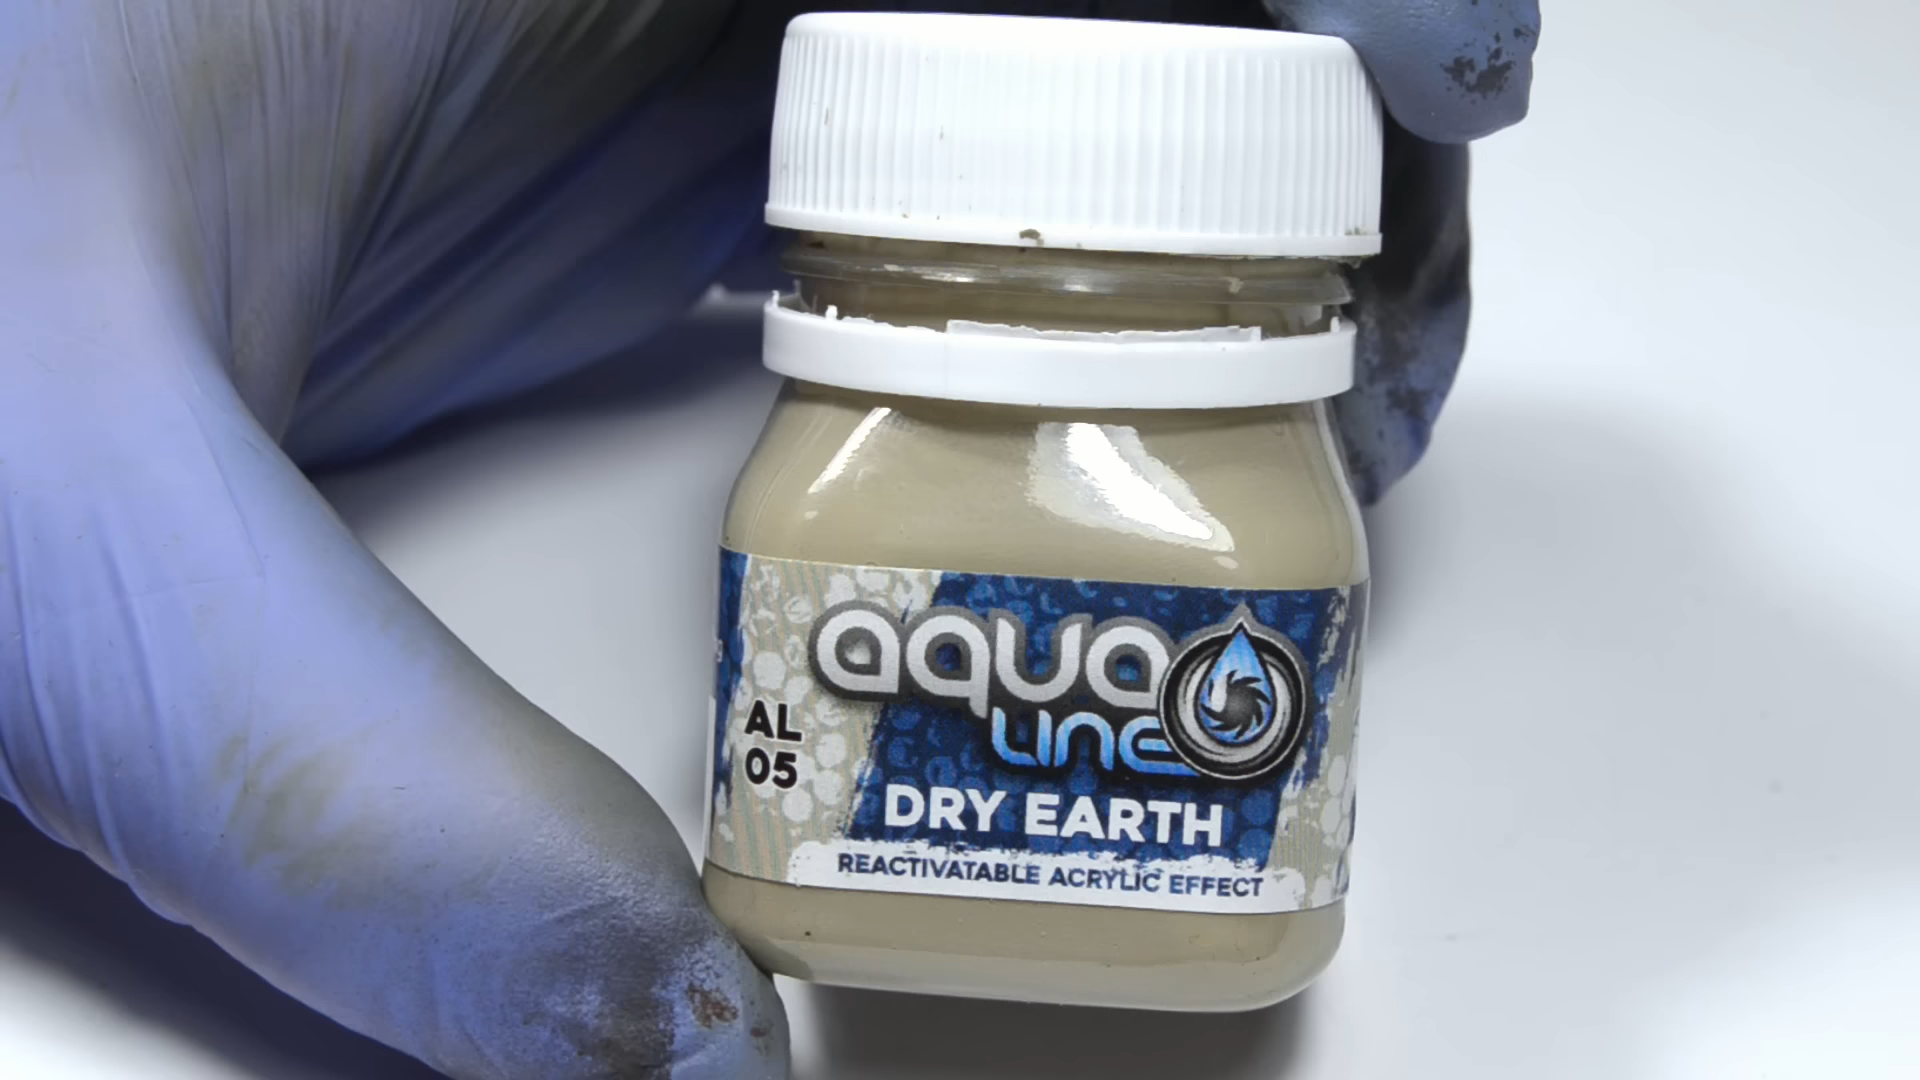 aqua
LINE
AL
05
DRY EARTH
REACTIVATABLE ACRYLIC EFFECT